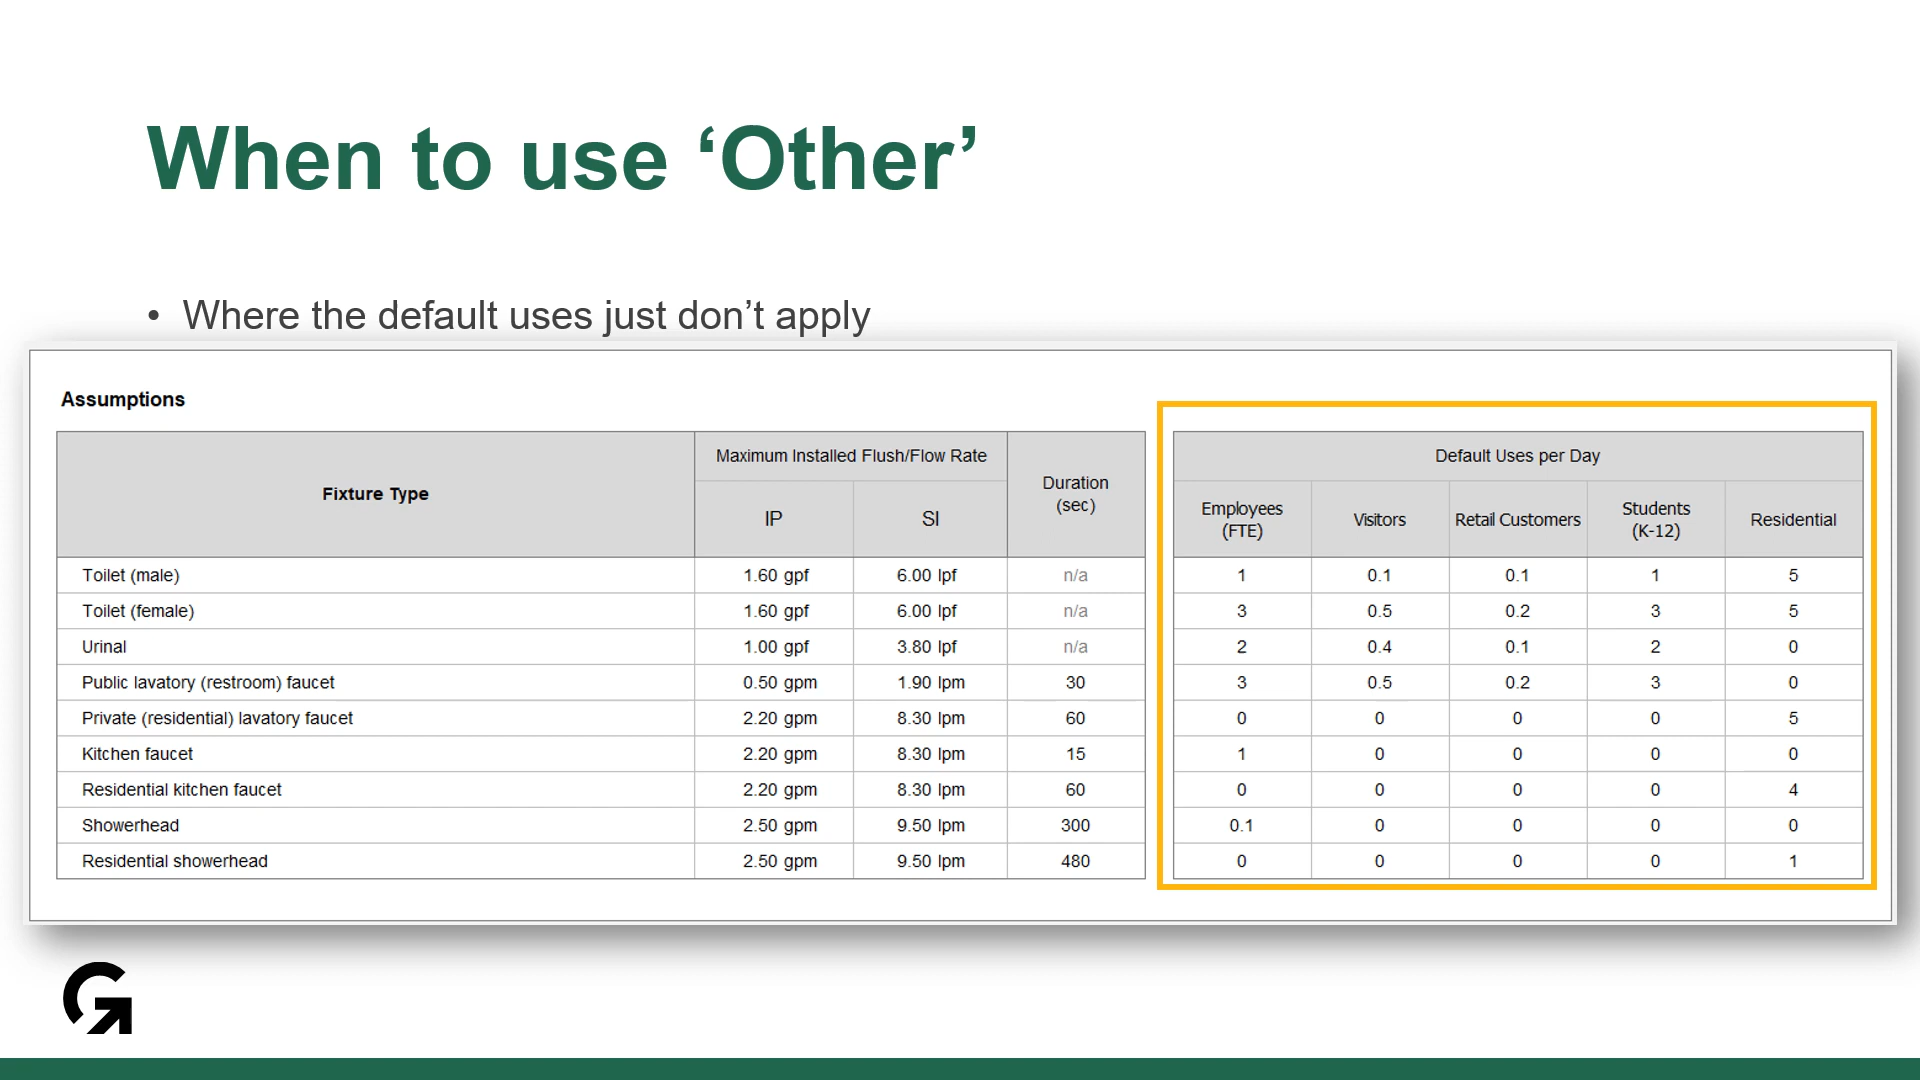 When to use ‘Other’
• Where the default uses just don’t apply
Assumptions
Fixture Type Maximum Installed Flush/Flow Rate Duration (sec) Default Uses per Day
IP SI Employees (FTE) Visitors Retail Customers Students (K-12) Residential
Toilet (male) 1.60 gpf 6.00 lpf n/a 1 0.1 0.1 1 5
Toilet (female) 1.60 gpf 6.00 lpf n/a 3 0.5 0.2 3 5
Urinal 1.00 gpf 3.80 lpf n/a 2 0.4 0.1 2 0
Public lavatory (restroom) faucet 0.50 gpm 1.90 lpm 30 3 0.5 0.2 3 0
Private (residential) lavatory faucet 2.20 gpm 8.30 lpm 60 0 0 0 0 5
Kitchen faucet 2.20 gpm 8.30 lpm 15 1 0 0 0 0
Residential kitchen faucet 2.20 gpm 8.30 lpm 60 0 0 0 0 4
Showerhead 2.50 gpm 9.50 lpm 300 0.1 0 0 0 0
Residential showerhead 2.50 gpm 9.50 lpm 480 0 0 0 0 1